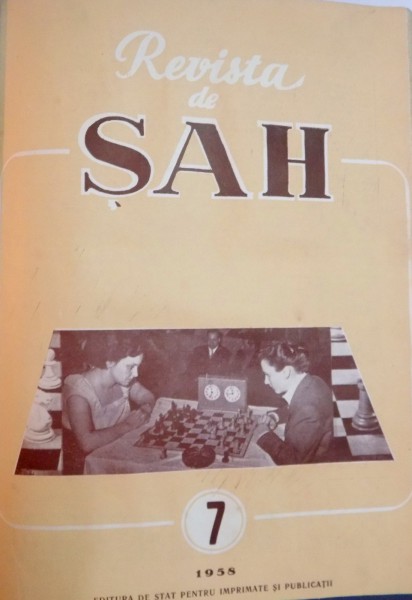 Revista
de
ȘAH
7
1958
EDITURA DE STAT PENTRU IMPRIMATE ȘI PUBLICAȚII